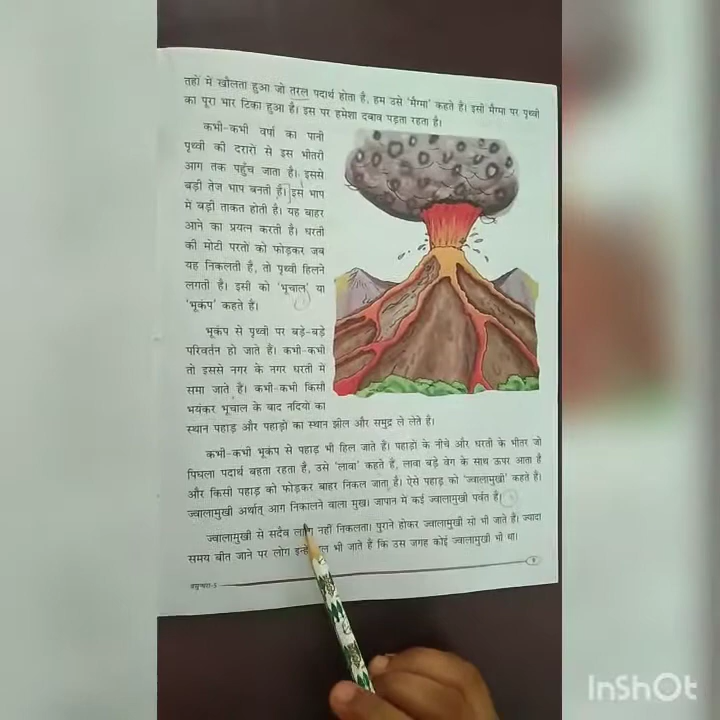 तहों में खौलता हुआ जो तरल पदार्थ होता है, हम उसे 'मैग्मा' कहते हैं। इसी मैग्मा पर पृथ्वी
का पूरा भार टिका हुआ है। इस पर हमेशा दबाव पड़ता रहता है।
कभी-कभी वर्षा का पानी
पृथ्वी की दरारों से इस भीतरी
आग तक पहुँच जाता है। इससे
बड़ी तेज भाप बनती है। इस भाप
में बड़ी ताकत होती है। यह बाहर
आने का प्रयत्न करती है। धरती
की मोटी परतों को फोड़कर जब
यह निकलती है, तो पृथ्वी हिलने
लगती है। इसी को 'भूचाल' या
'भूकंप' कहते हैं।
भूकंप से पृथ्वी पर बड़े-बड़े
परिवर्तन हो जाते हैं। कभी-कभी
तो इससे नगर के नगर धरती में
समा जाते हैं। कभी-कभी किसी
भयंकर भूचाल के बाद नदियों का
स्थान पहाड़ और पहाड़ों का स्थान झील और समुद्र ले लेते हैं।
कभी-कभी भूकंप से पहाड़ भी हिल जाते हैं। पहाड़ों के नीचे और धरती के भीतर जो
पिघला पदार्थ बहता रहता है, उसे 'लावा' कहते हैं, लावा बड़े वेग के साथ ऊपर आता है
और किसी पहाड़ को फोड़कर बाहर निकल जाता है। ऐसे पहाड़ को 'ज्वालामुखी' कहते हैं।
ज्वालामुखी अर्थात् आग निकालने वाला मुख। जापान में कई ज्वालामुखी पर्वत हैं।
ज्वालामुखी से सदैव नहीं निकलता। पुराने होकर ज्वालामुखी सो भी जाते हैं। ज्यादा
समय बीत जाने पर लोग भी जाते हैं कि उस जगह कोई ज्वालामुखी भी था।
9
InShOt